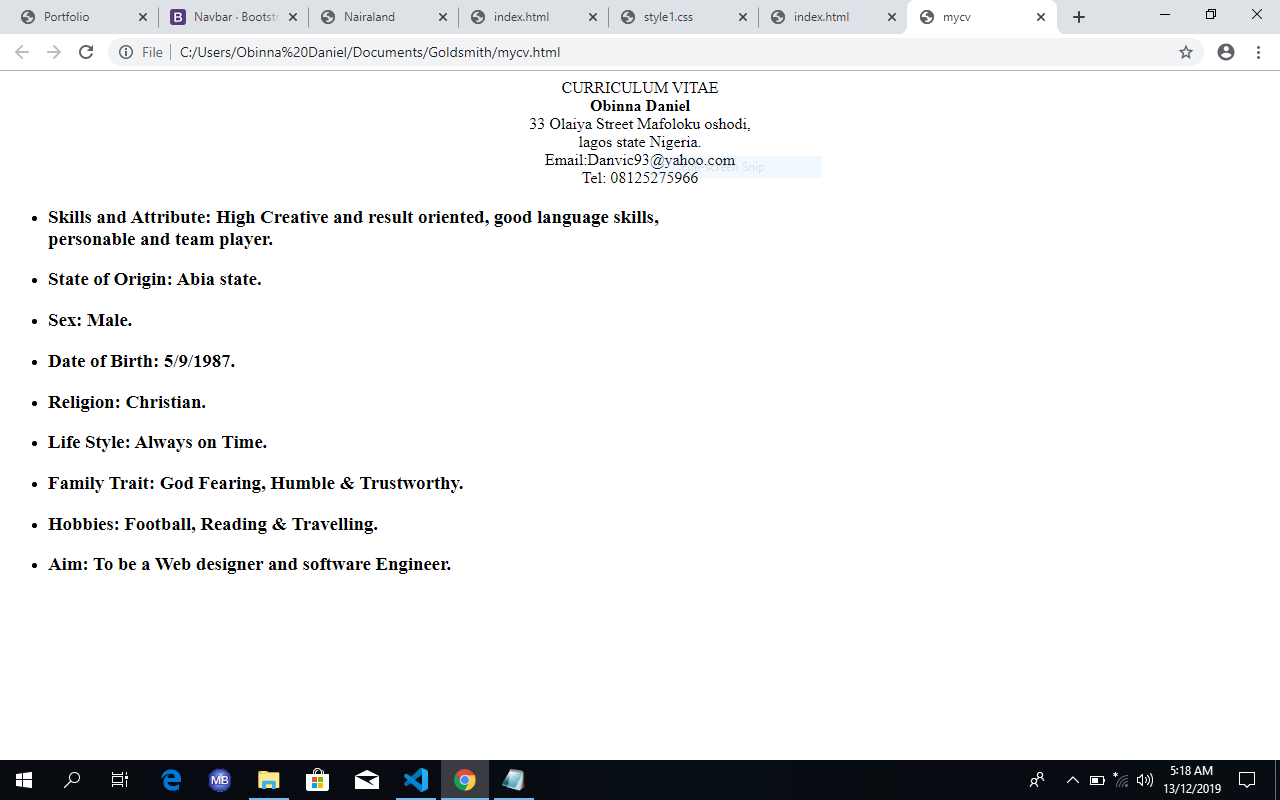 Portfolio
Navbar · Bootst
Nairaland
index.html
style1.css
index.html
mycv
File
C:/Users/Obinna%20Daniel/Documents/Goldsmith/mycv.html
CURRICULUM VITAE
Obinna Daniel
33 Olaiya Street Mafoloku oshodi,
lagos state Nigeria.
Email:Danvic93@yahoo.com
Tel: 08125275966
Snip
• Skills and Attribute: High Creative and result oriented, good language skills,
personable and team player.
• State of Origin: Abia state.
• Sex: Male.
• Date of Birth: 5/9/1987.
• Religion: Christian.
• Life Style: Always on Time.
• Family Trait: God Fearing, Humble & Trustworthy.
• Hobbies: Football, Reading & Travelling.
• Aim: To be a Web designer and software Engineer.
MB
5:18 AM
13/12/2019